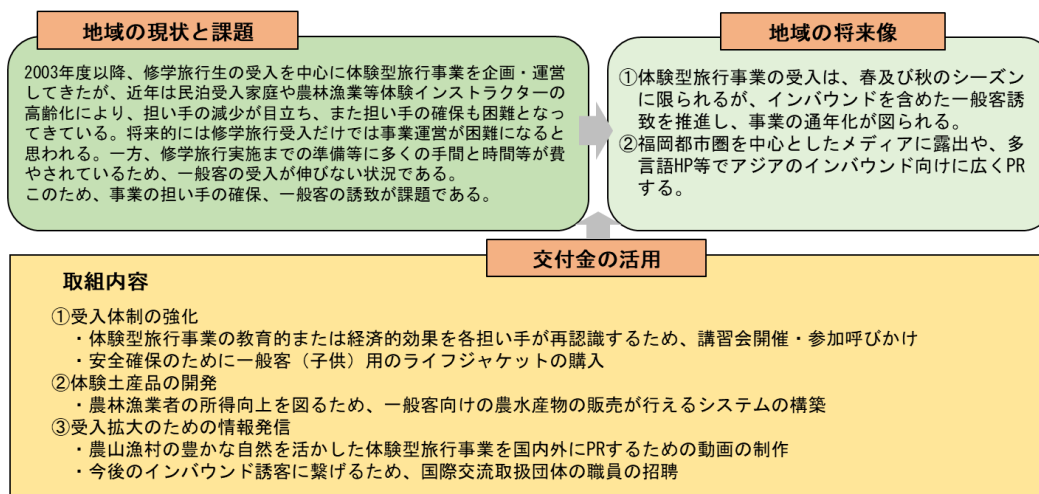 地域の現状と課題
2003年度以降、修学旅行生の受入を中心に体験型旅行事業を企画・運営
してきたが、近年は民泊受入家庭や農林漁業等体験インストラクターの
高齢化により、担い手の減少が目立ち、また担い手の確保も困難となっ
てきている。将来的には修学旅行受入だけでは事業運営が困難になると
思われる。一方、修学旅行実施までの準備等に多くの手間と時間等が費
やされているため、一般客の受入が伸びない状況である。
このため、事業の担い手の確保、一般客の誘致が課題である。
地域の将来像
①体験型旅行事業の受入は、春及び秋のシーズン
に限られるが、インバウンドを含めた一般客誘
致を推進し、事業の通年化が図られる。
②福岡都市圏を中心としたメディアに露出や、多
言語HP等でアジアのインバウンド向けに広くPR
する。
交付金の活用
取組内容
①受入体制の強化
・体験型旅行事業の教育的または経済的効果を各担い手が再認識するため、講習会開催・参加呼びかけ
・安全確保のために一般客（子供）用のライフジャケットの購入
②体験土産品の開発
・農林漁業者の所得向上を図るため、一般客向けの農水産物の販売が行えるシステムの構築
③受入拡大のための情報発信
・農山漁村の豊かな自然を活かした体験型旅行事業を国内外にPRするための動画の制作
・今後のインバウンド誘客に繋げるため、国際交流取扱団体の職員の招聘